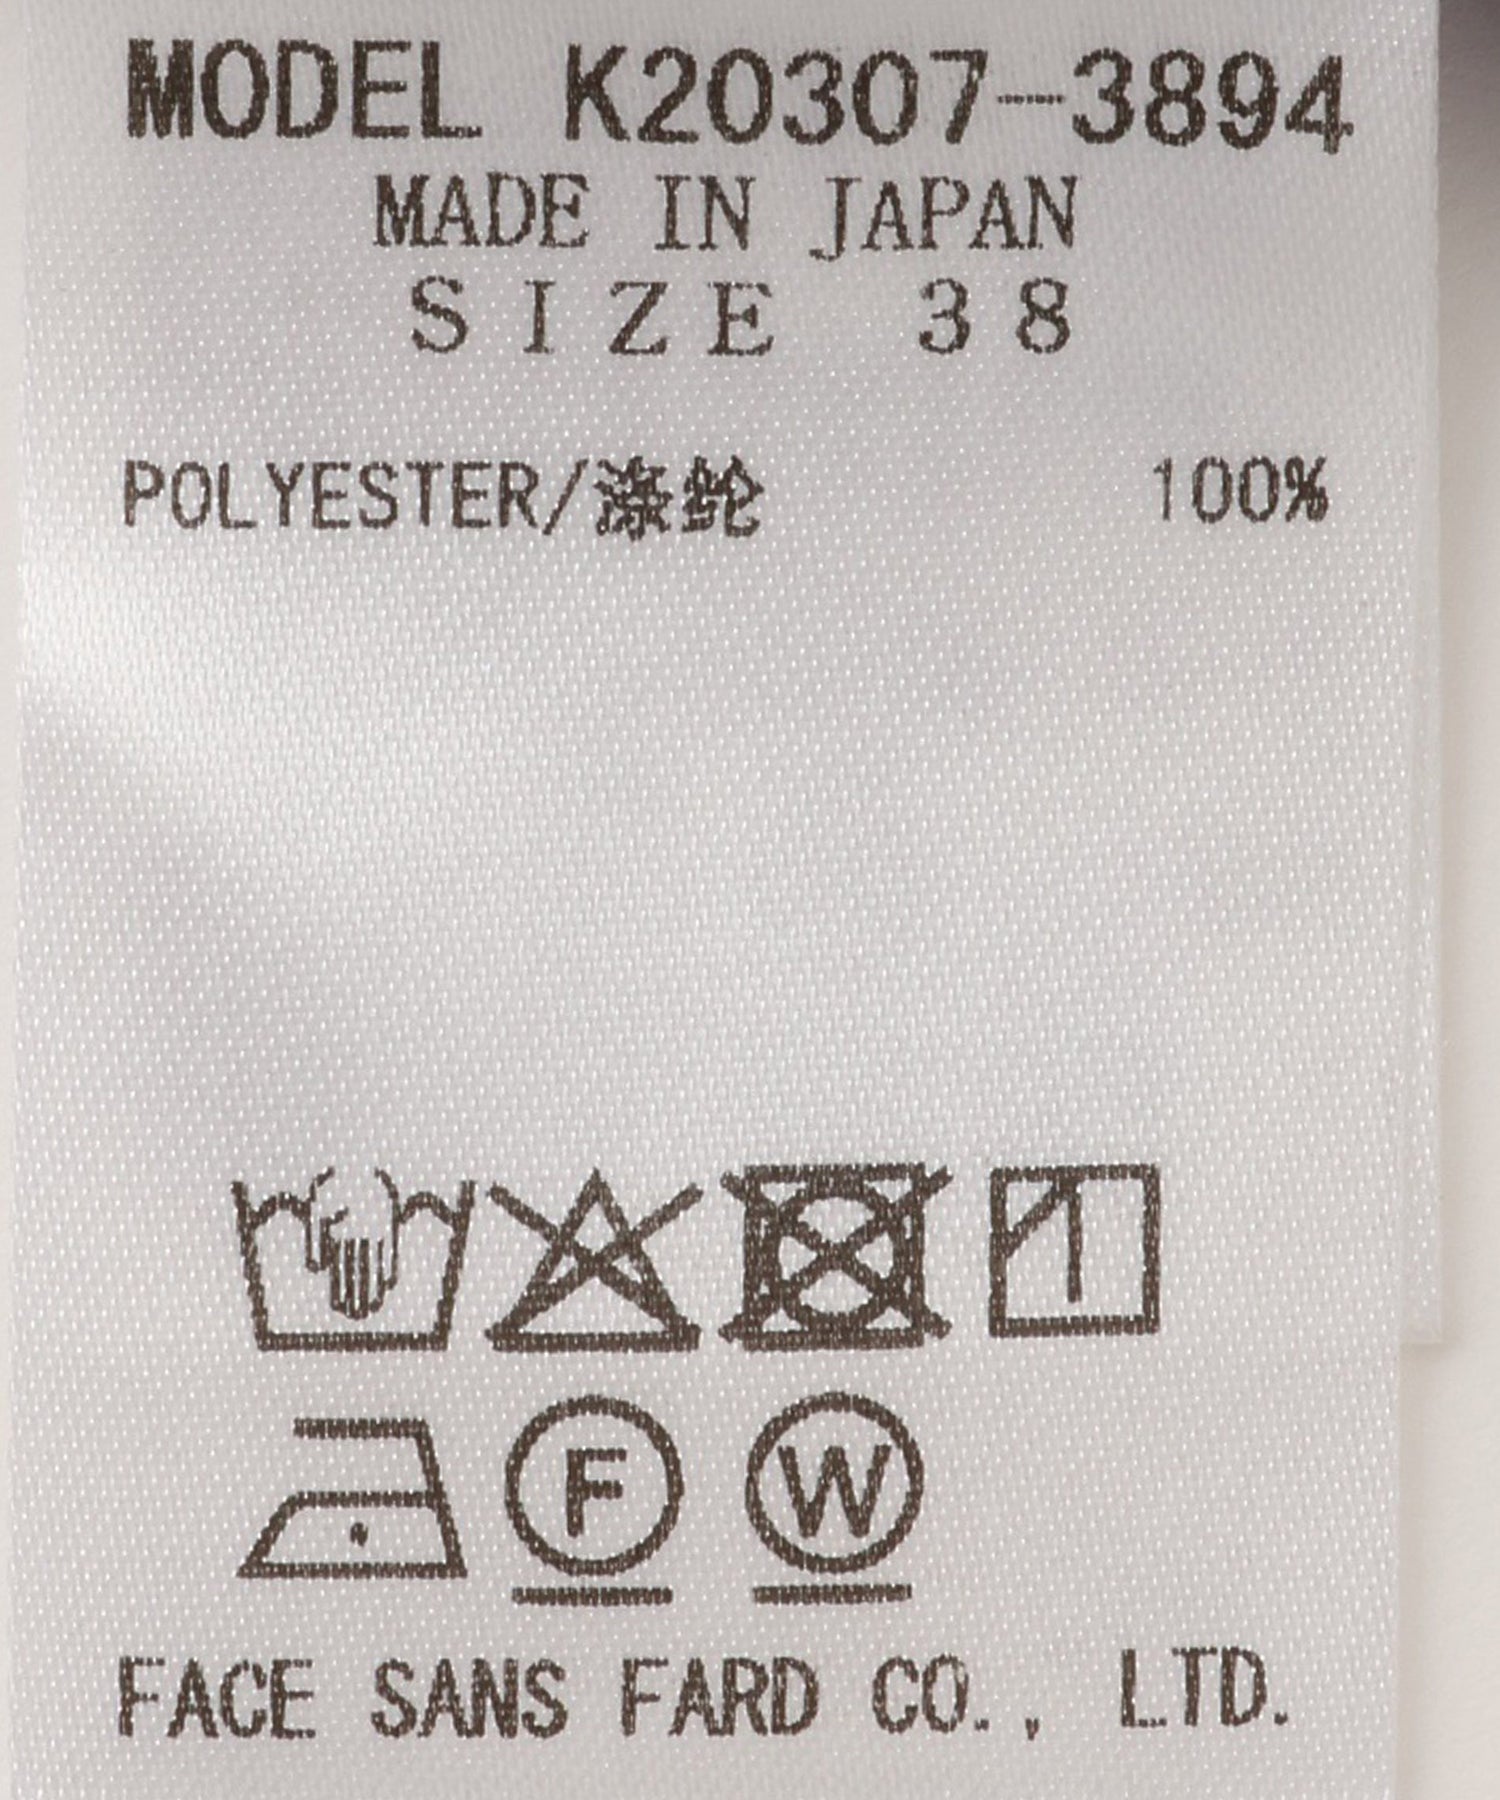 MODEL K20307-3894
MADE IN JAPAN
SIZE 38
POLYESTER/涤纶 100%
F W
FACE SANS FARD CO., LTD.